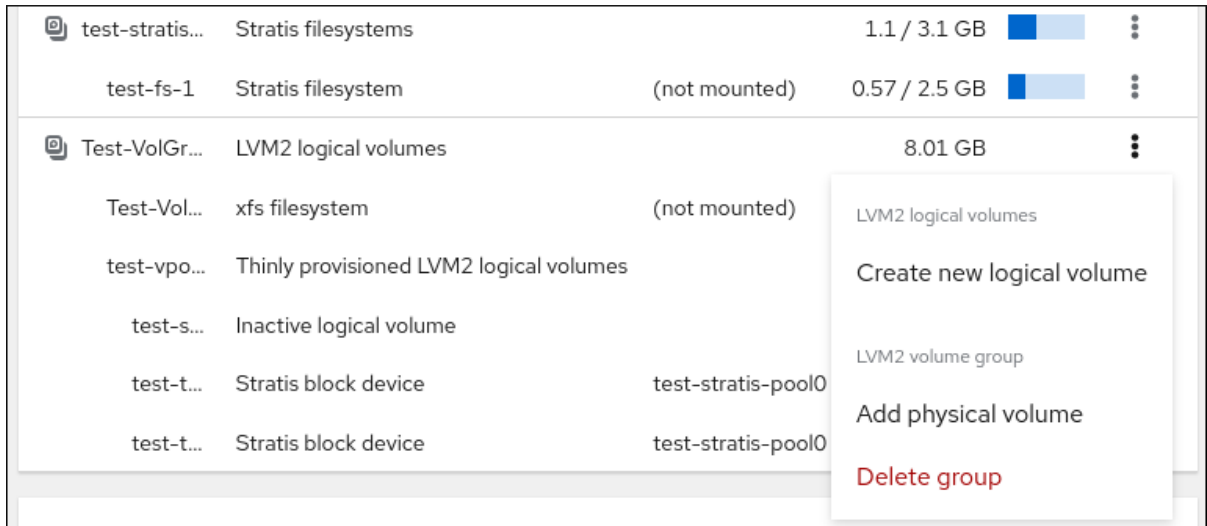 test-stratis... Stratis filesystems 1.1 / 3.1 GB
test-fs-1 Stratis filesystem (not mounted) 0.57 / 2.5 GB
Test-VolGr... LVM2 logical volumes 8.01 GB
Test-Vol... xfs filesystem (not mounted)
test-vpo... Thinly provisioned LVM2 logical volumes
test-s... Inactive logical volume
test-t... Stratis block device test-stratis-pool0
test-t... Stratis block device test-stratis-pool0
LVM2 logical volumes
Create new logical volume
LVM2 volume group
Add physical volume
Delete group